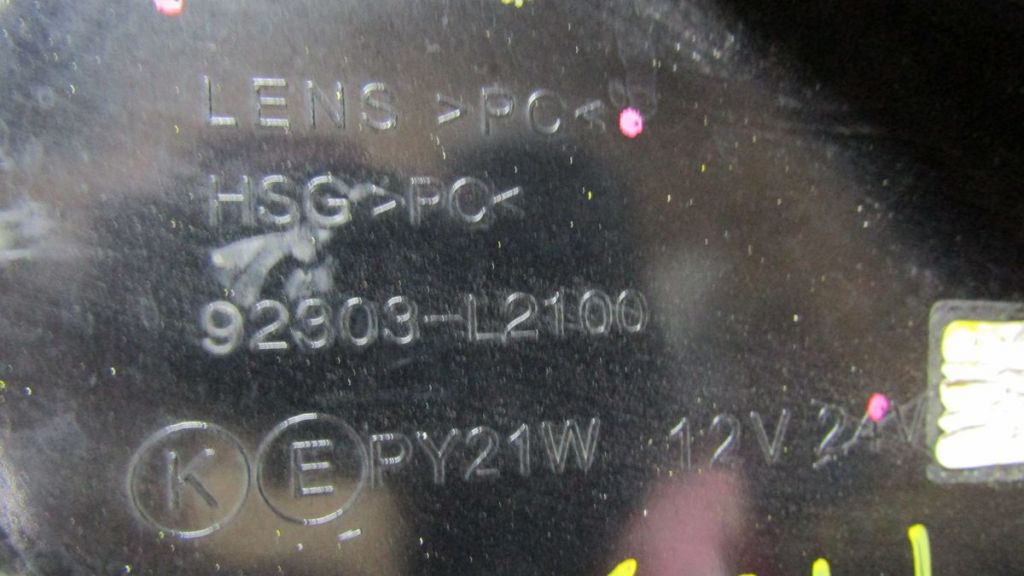 LENS >PC<
HSG >PC<
92303-L2100
K E PY21W 12V 24V